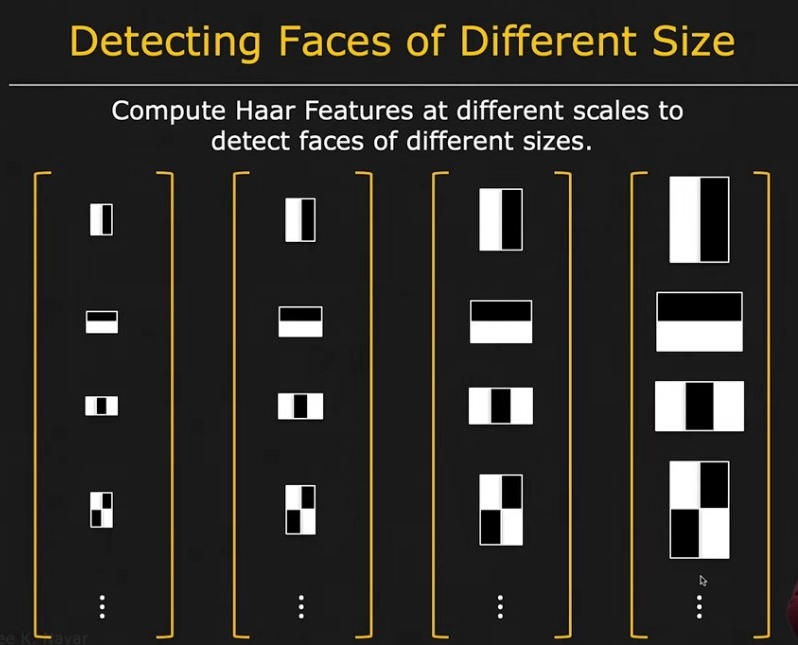 Detecting Faces of Different Size
Compute Haar Features at different scales to
detect faces of different sizes.